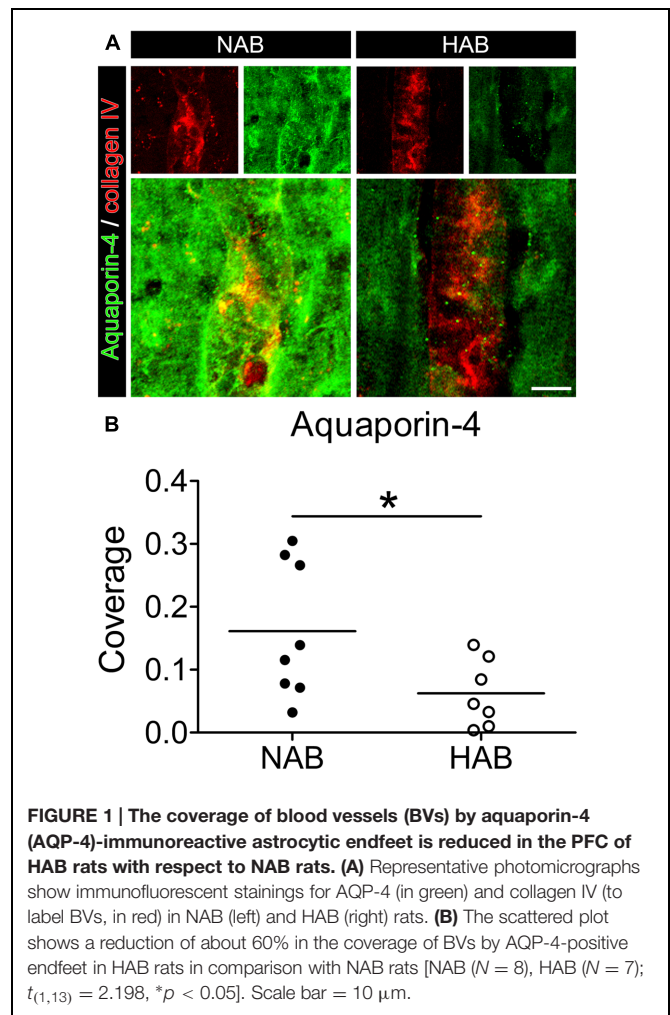 A
NAB
HAB
Aquaporin-4 / collagen IV
B
Aquaporin-4
Coverage
0.4
0.3
0.2
0.1
0.0
*
NAB
HAB
FIGURE 1 | The coverage of blood vessels (BVs) by aquaporin-4
(AQP-4)-immunoreactive astrocytic endfeet is reduced in the PFC of
HAB rats with respect to NAB rats. (A) Representative photomicrographs
show immunofluorescent stainings for AQP-4 (in green) and collagen IV (to
label BVs, in red) in NAB (left) and HAB (right) rats. (B) The scattered plot
shows a reduction of about 60% in the coverage of BVs by AQP-4-positive
endfeet in HAB rats in comparison with NAB rats [NAB (N = 8), HAB (N = 7);
t(1,13) = 2.198, *p < 0.05]. Scale bar = 10 μm.